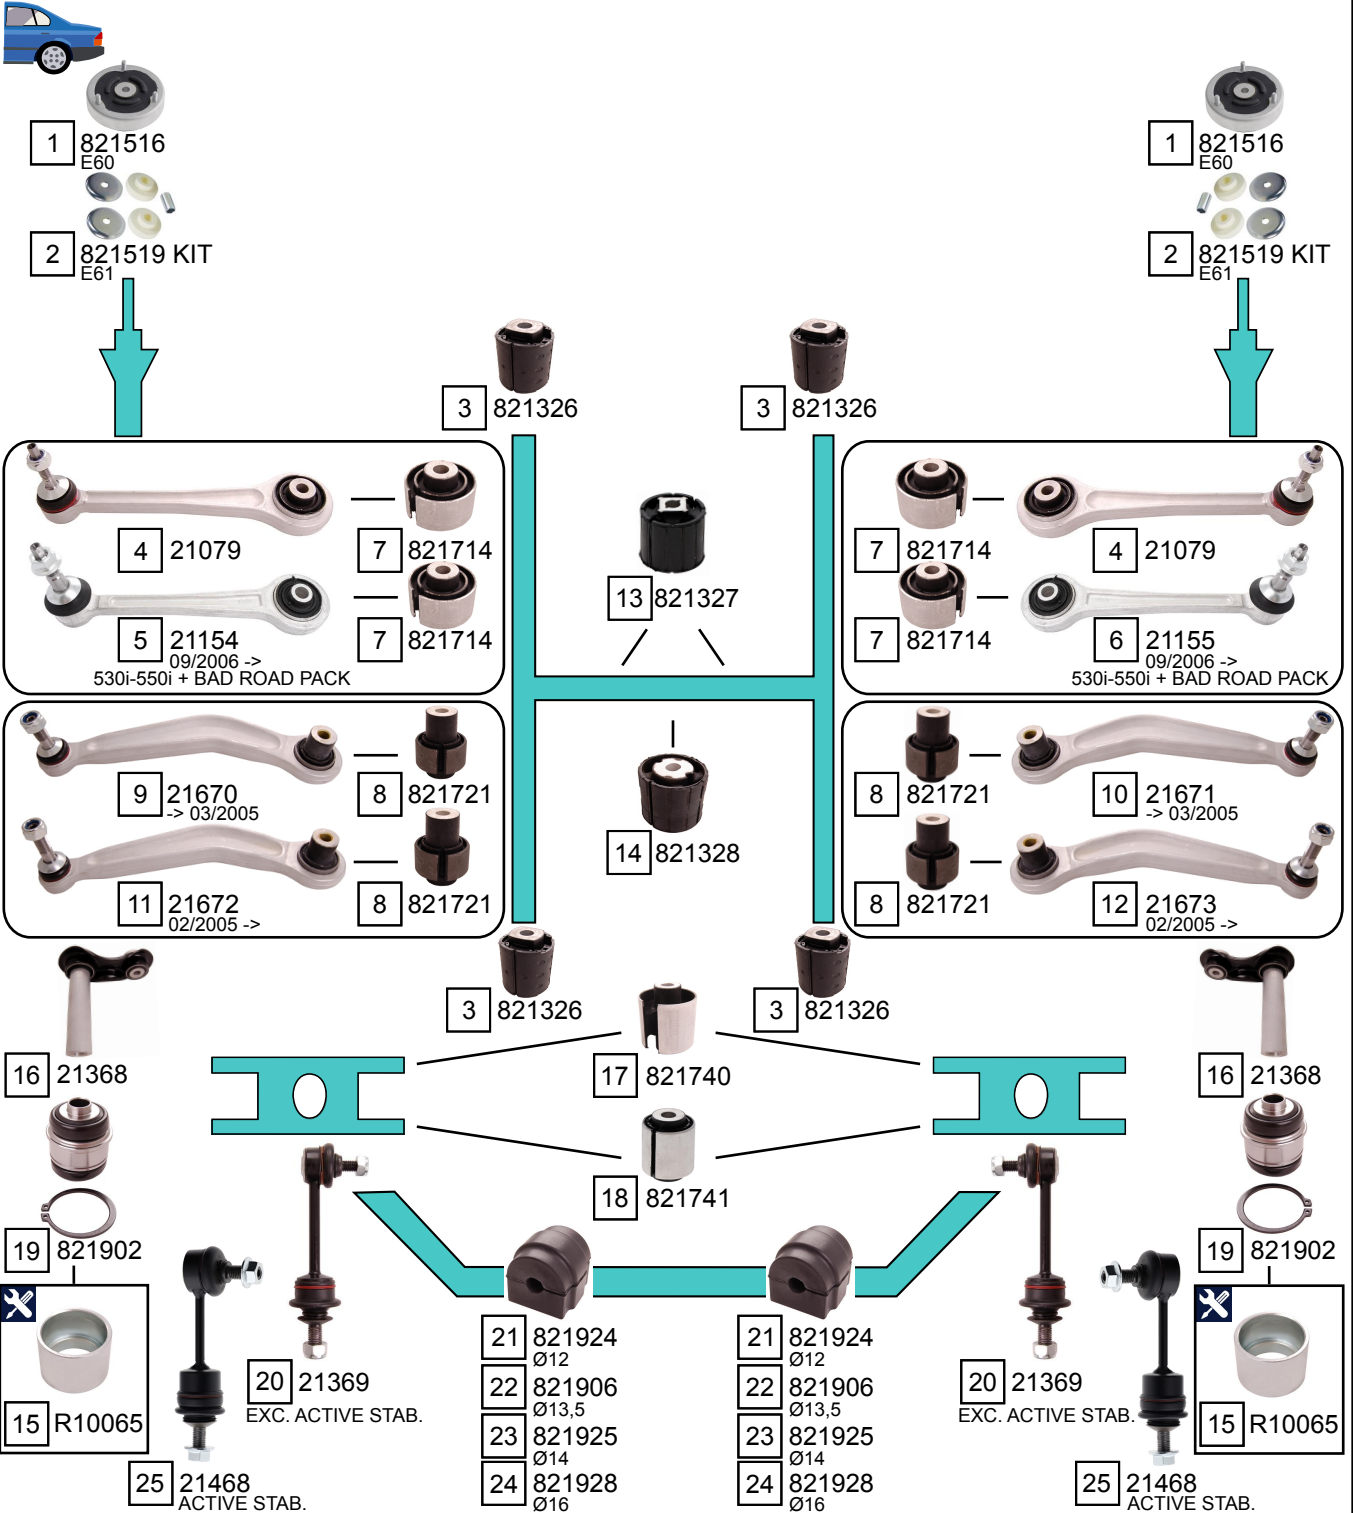 1 821516
E60
2 821519 KIT
E61
1 821516
E60
2 821519 KIT
E61
3 821326
3 821326
4 21079
7 821714
5 21154
09/2006 ->
530i-550i + BAD ROAD PACK
7 821714
13 821327
7 821714
4 21079
7 821714
6 21155
09/2006 ->
530i-550i + BAD ROAD PACK
9 21670
-> 03/2005
8 821721
11 21672
02/2005 ->
8 821721
14 821328
8 821721
10 21671
-> 03/2005
8 821721
12 21673
02/2005 ->
3 821326
3 821326
16 21368
17 821740
16 21368
18 821741
19 821902
19 821902
15 R10065
20 21369
EXC. ACTIVE STAB.
25 21468
ACTIVE STAB.
21 821924
Ø12
22 821906
Ø13,5
23 821925
Ø14
24 821928
Ø16
21 821924
Ø12
22 821906
Ø13,5
23 821925
Ø14
24 821928
Ø16
20 21369
EXC. ACTIVE STAB.
15 R10065
25 21468
ACTIVE STAB.